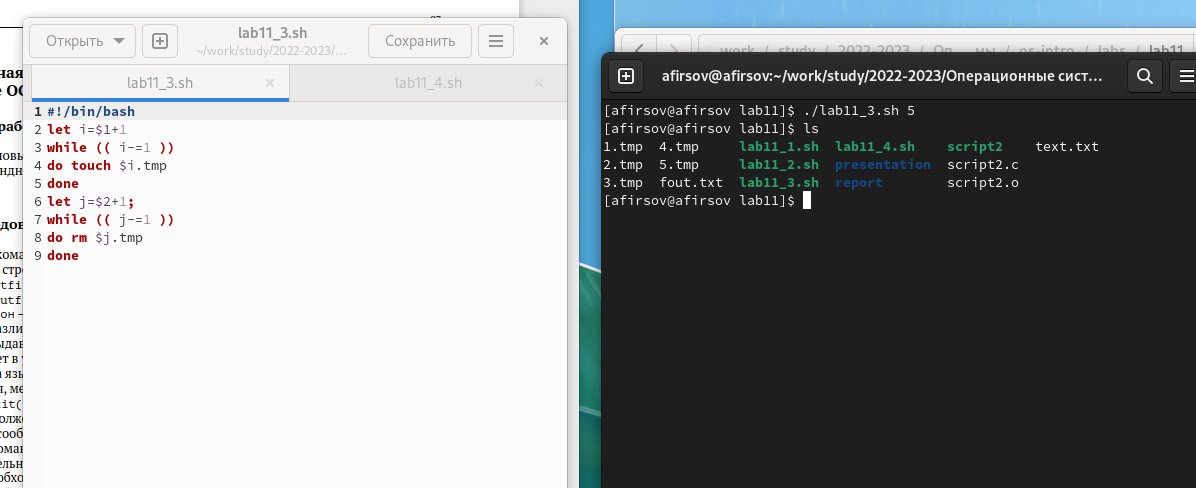 Открыть
lab11_3.sh
~/work/study/2022-2023/…
Сохранить
lab11_3.sh
lab11_4.sh
1 #!/bin/bash
2 let i=$1+1
3 while (( i-=1 ))
4 do touch $i.tmp
5 done
6 let j=$2+1;
7 while (( j-=1 ))
8 do rm $j.tmp
9 done
work / study / 2022-2023 / Оп… мы / os-intro / labs / lab11
afirsov@afirsov:~/work/study/2022-2023/Операционные сист…
[afirsov@afirsov lab11]$ ./lab11_3.sh 5
[afirsov@afirsov lab11]$ ls
1.tmp 4.tmp lab11_1.sh lab11_4.sh script2 text.txt
2.tmp 5.tmp lab11_2.sh presentation script2.c
3.tmp fout.txt lab11_3.sh report script2.o
[afirsov@afirsov lab11]$